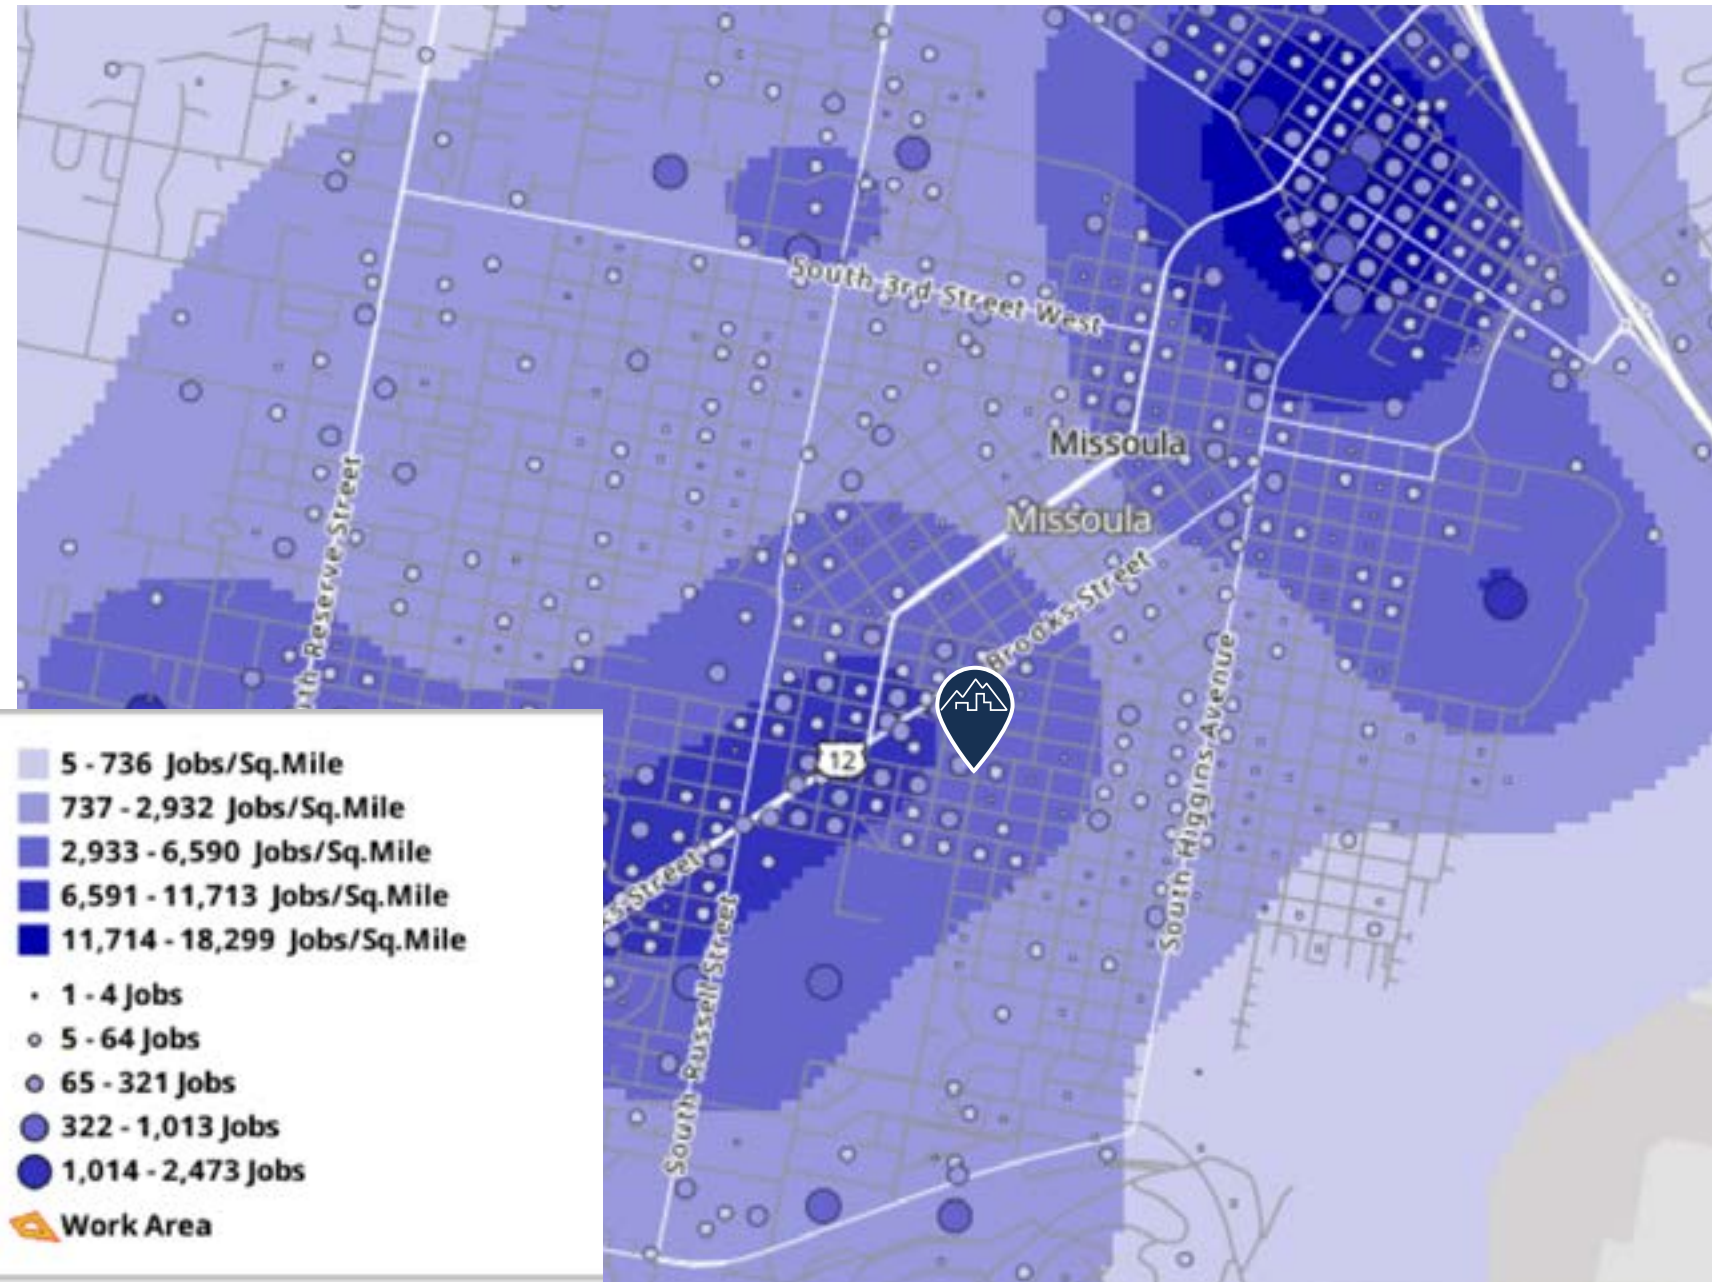 South 3rd Street West
Missoula
Missoula
Brooks Street
th Reserve Street
South Higgins Avenue
12
s Street
South Russell Street
5 - 736 Jobs/Sq.Mile
737 - 2,932 Jobs/Sq.Mile
2,933 - 6,590 Jobs/Sq.Mile
6,591 - 11,713 Jobs/Sq.Mile
11,714 - 18,299 Jobs/Sq.Mile
1 - 4 Jobs
5 - 64 Jobs
65 - 321 Jobs
322 - 1,013 Jobs
1,014 - 2,473 Jobs
Work Area